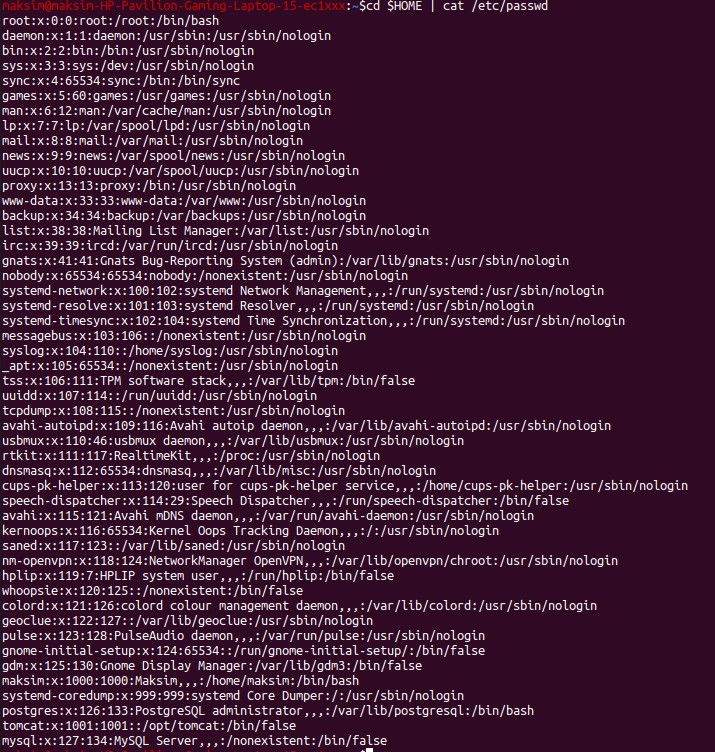 maksim@maksim-HP-Pavilion-Gaming-Laptop-15-ec1xxx:~$cd $HOME | cat /etc/passwd
root:x:0:0:root:/root:/bin/bash
daemon:x:1:1:daemon:/usr/sbin:/usr/sbin/nologin
bin:x:2:2:bin:/bin:/usr/sbin/nologin
sys:x:3:3:sys:/dev:/usr/sbin/nologin
sync:x:4:65534:sync:/bin:/bin/sync
games:x:5:60:games:/usr/games:/usr/sbin/nologin
man:x:6:12:man:/var/cache/man:/usr/sbin/nologin
lp:x:7:7:lp:/var/spool/lpd:/usr/sbin/nologin
mail:x:8:8:mail:/var/mail:/usr/sbin/nologin
news:x:9:9:news:/var/spool/news:/usr/sbin/nologin
uucp:x:10:10:uucp:/var/spool/uucp:/usr/sbin/nologin
proxy:x:13:13:proxy:/bin:/usr/sbin/nologin
www-data:x:33:33:www-data:/var/www:/usr/sbin/nologin
backup:x:34:34:backup:/var/backups:/usr/sbin/nologin
list:x:38:38:Mailing List Manager:/var/list:/usr/sbin/nologin
irc:x:39:39:ircd:/var/run/ircd:/usr/sbin/nologin
gnats:x:41:41:Gnats Bug-Reporting System (admin):/var/lib/gnats:/usr/sbin/nologin
nobody:x:65534:65534:nobody:/nonexistent:/usr/sbin/nologin
systemd-network:x:100:102:systemd Network Management,,,:/run/systemd:/usr/sbin/nologin
systemd-resolve:x:101:103:systemd Resolver,,,:/run/systemd:/usr/sbin/nologin
systemd-timesync:x:102:104:systemd Time Synchronization,,,:/run/systemd:/usr/sbin/nologin
messagebus:x:103:106::/nonexistent:/usr/sbin/nologin
syslog:x:104:110::/home/syslog:/usr/sbin/nologin
_apt:x:105:65534::/nonexistent:/usr/sbin/nologin
tss:x:106:111:TPM software stack,,,:/var/lib/tpm:/bin/false
uuidd:x:107:114::/run/uuidd:/usr/sbin/nologin
tcpdump:x:108:115::/nonexistent:/usr/sbin/nologin
avahi-autoipd:x:109:116:Avahi autoip daemon,,,:/var/lib/avahi-autoipd:/usr/sbin/nologin
usbmux:x:110:46:usbmux daemon,,,:/var/lib/usbmux:/usr/sbin/nologin
rtkit:x:111:117:RealtimeKit,,,:/proc:/usr/sbin/nologin
dnsmasq:x:112:65534:dnsmasq,,,:/var/lib/misc:/usr/sbin/nologin
cups-pk-helper:x:113:120:user for cups-pk-helper service,,,:/home/cups-pk-helper:/usr/sbin/nologin
speech-dispatcher:x:114:29:Speech Dispatcher,,,:/run/speech-dispatcher:/bin/false
avahi:x:115:121:Avahi mDNS daemon,,,:/var/run/avahi-daemon:/usr/sbin/nologin
kernoops:x:116:65534:Kernel Oops Tracking Daemon,,,:/:/usr/sbin/nologin
saned:x:117:123::/var/lib/saned:/usr/sbin/nologin
nm-openvpn:x:118:124:NetworkManager OpenVPN,,,:/var/lib/openvpn/chroot:/usr/sbin/nologin
hplip:x:119:7:HPLIP system user,,,:/run/hplip:/bin/false
whoopsie:x:120:125::/nonexistent:/bin/false
colord:x:121:126:colord colour management daemon,,,:/var/lib/colord:/usr/sbin/nologin
geoclue:x:122:127::/var/lib/geoclue:/usr/sbin/nologin
pulse:x:123:128:PulseAudio daemon,,,:/var/run/pulse:/usr/sbin/nologin
gnome-initial-setup:x:124:65534::/run/gnome-initial-setup/:/bin/false
gdm:x:125:130:Gnome Display Manager:/var/lib/gdm3:/bin/false
maksim:x:1000:1000:Maksim,,,:/home/maksim:/bin/bash
systemd-coredump:x:999:999:systemd Core Dumper:/:/usr/sbin/nologin
postgres:x:126:133:PostgreSQL administrator,,,:/var/lib/postgresql:/bin/bash
tomcat:x:1001:1001::/opt/tomcat:/bin/false
mysql:x:127:134:MySQL Server,,,:/nonexistent:/bin/false